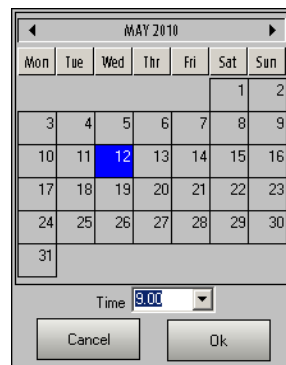 MAY 2010
Mon Tue Wed Thr Fri Sat Sun
1 2
3 4 5 6 7 8 9
10 11 12 13 14 15 16
17 18 19 20 21 22 23
24 25 26 27 28 29 30
31
Time 9.00
Cancel Ok